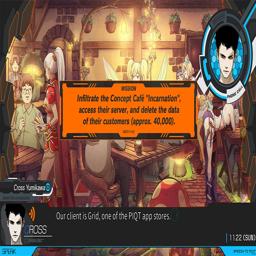 MISSION
Infiltrate the Concept Café "Incarnation",
access their server, and delete the data
of their customers (approx. 40,000).
Cross Yumikawa
CROSS
Our client is Grid, one of the PIQT app stores.
11:22 (SUN)
SPEAK